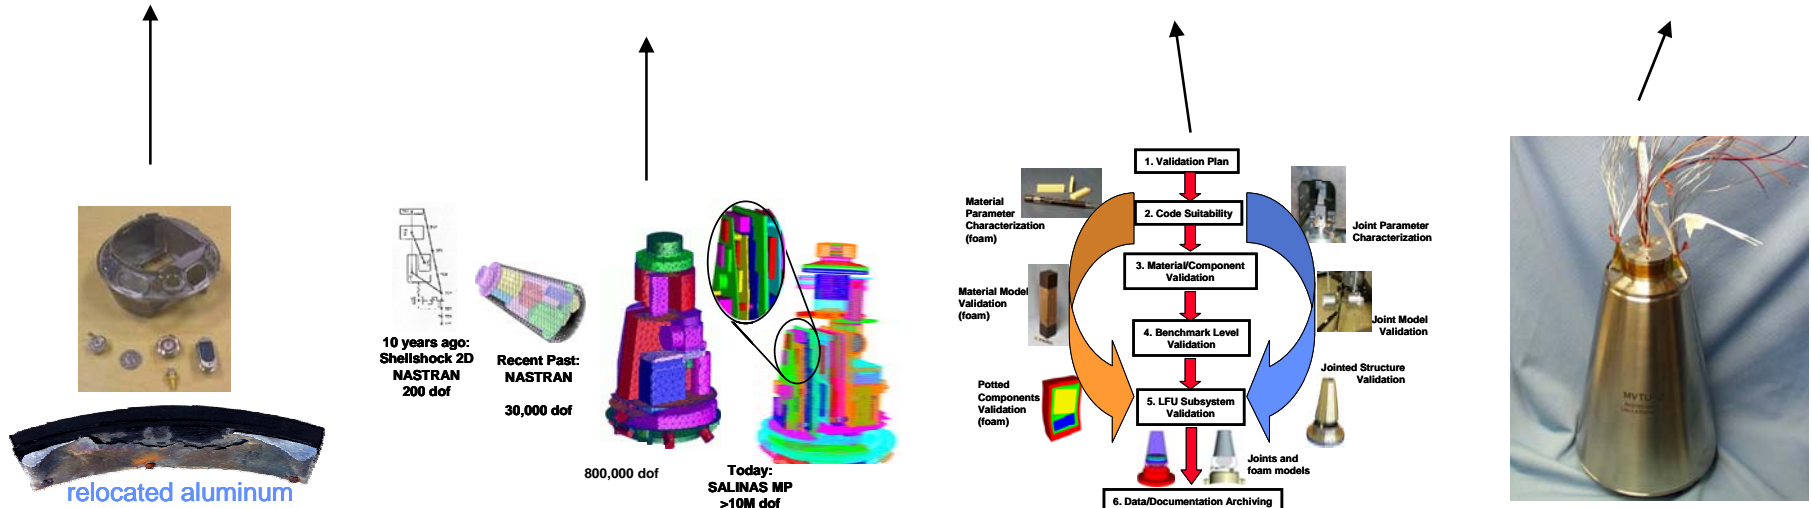 relocated aluminum
10 years ago:
Shellshock 2D
NASTRAN
200 dof
Recent Past:
NASTRAN
30,000 dof
800,000 dof
Today:
SALINAS MP
>10M dof
1. Validation Plan
2. Code Suitability
3. Material/Component
Validation
4. Benchmark Level
Validation
5. LFU Subsystem
Validation
6. Data/Documentation Archiving
Material
Parameter
Characterization
(foam)
Material Model
Validation
(foam)
Potted
Components
Validation
(foam)
Joint Parameter
Characterization
Joint Model
Validation
Jointed Structure
Validation
Joints and
foam models